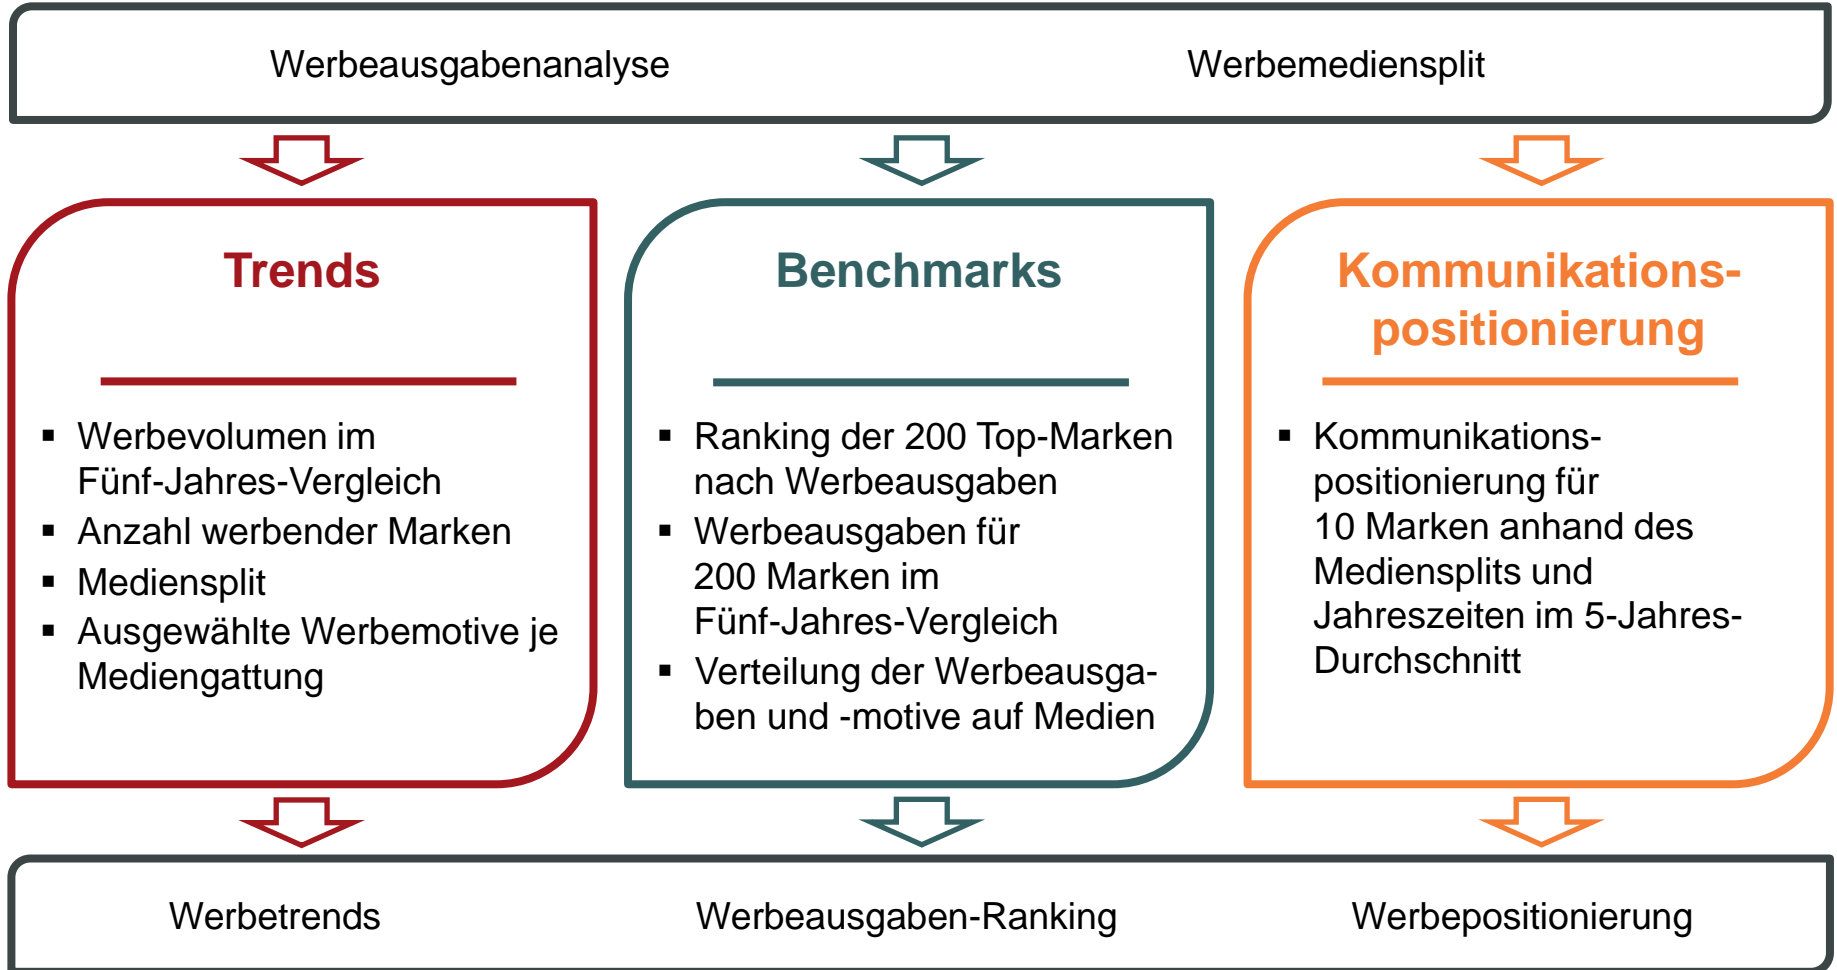 Werbeausgabenanalyse
Werbemediensplit
Trends
▪ Werbevolumen im
Fünf-Jahres-Vergleich
▪ Anzahl werbender Marken
▪ Mediensplit
▪ Ausgewählte Werbemotive je
Mediengattung
Benchmarks
▪ Ranking der 200 Top-Marken
nach Werbeausgaben
▪ Werbeausgaben für
200 Marken im
Fünf-Jahres-Vergleich
▪ Verteilung der Werbeausga-
ben und -motive auf Medien
Kommunikations-
positionierung
▪ Kommunikations-
positionierung für
10 Marken anhand des
Mediensplits und
Jahreszeiten im 5-Jahres-
Durchschnitt
Werbetrends
Werbeausgaben-Ranking
Werbepositionierung